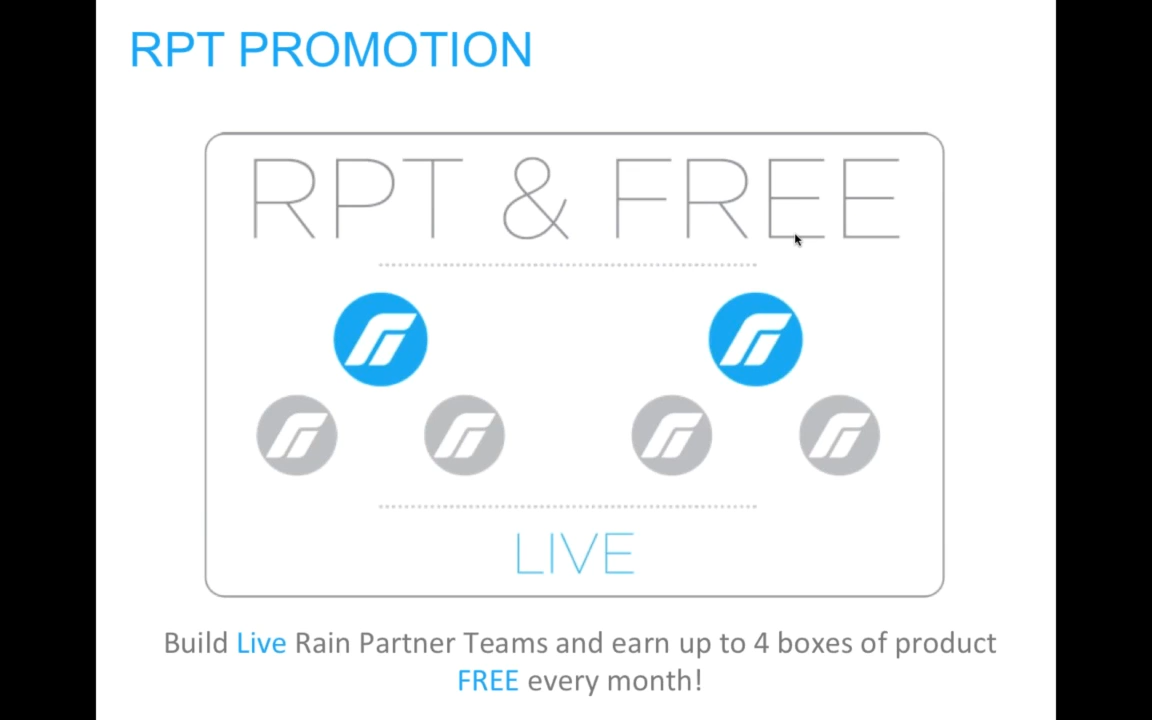 RPT PROMOTION
RPT & FREE
LIVE
Build Live Rain Partner Teams and earn up to 4 boxes of product
FREE every month!